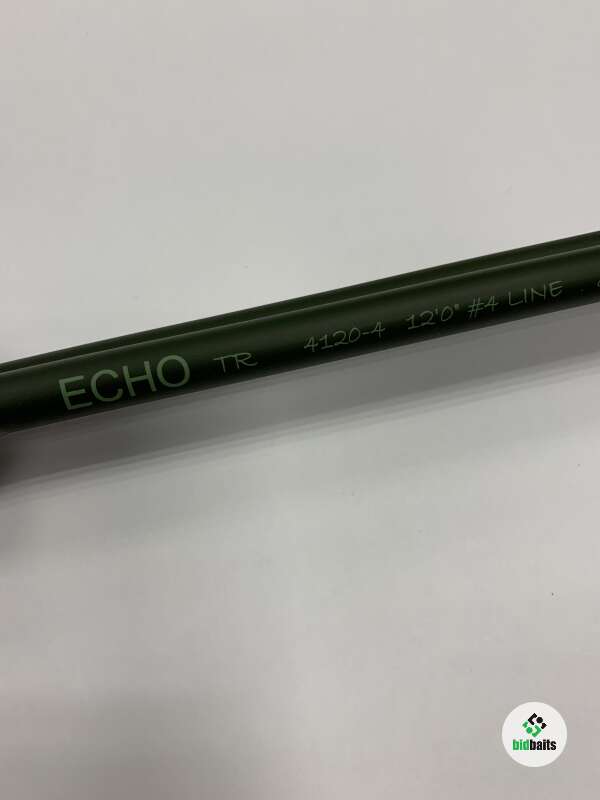 ECHO TR 4120-4 12'0" #4 LINE
bidbaits